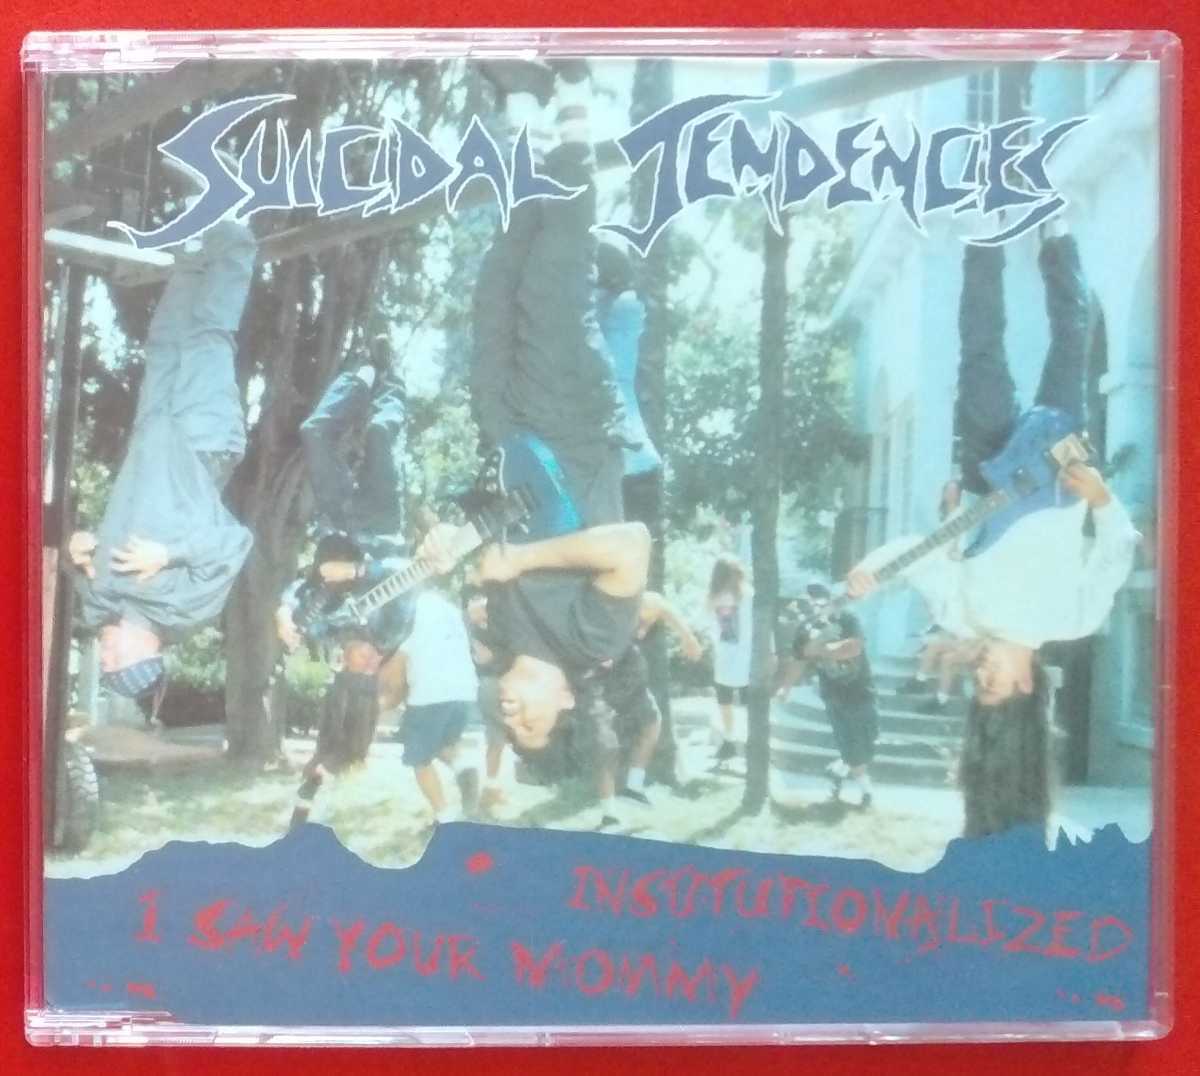 SUICIDAL TENDENCIES
INSTITUTIONALIZED
I SAW YOUR MOMMY